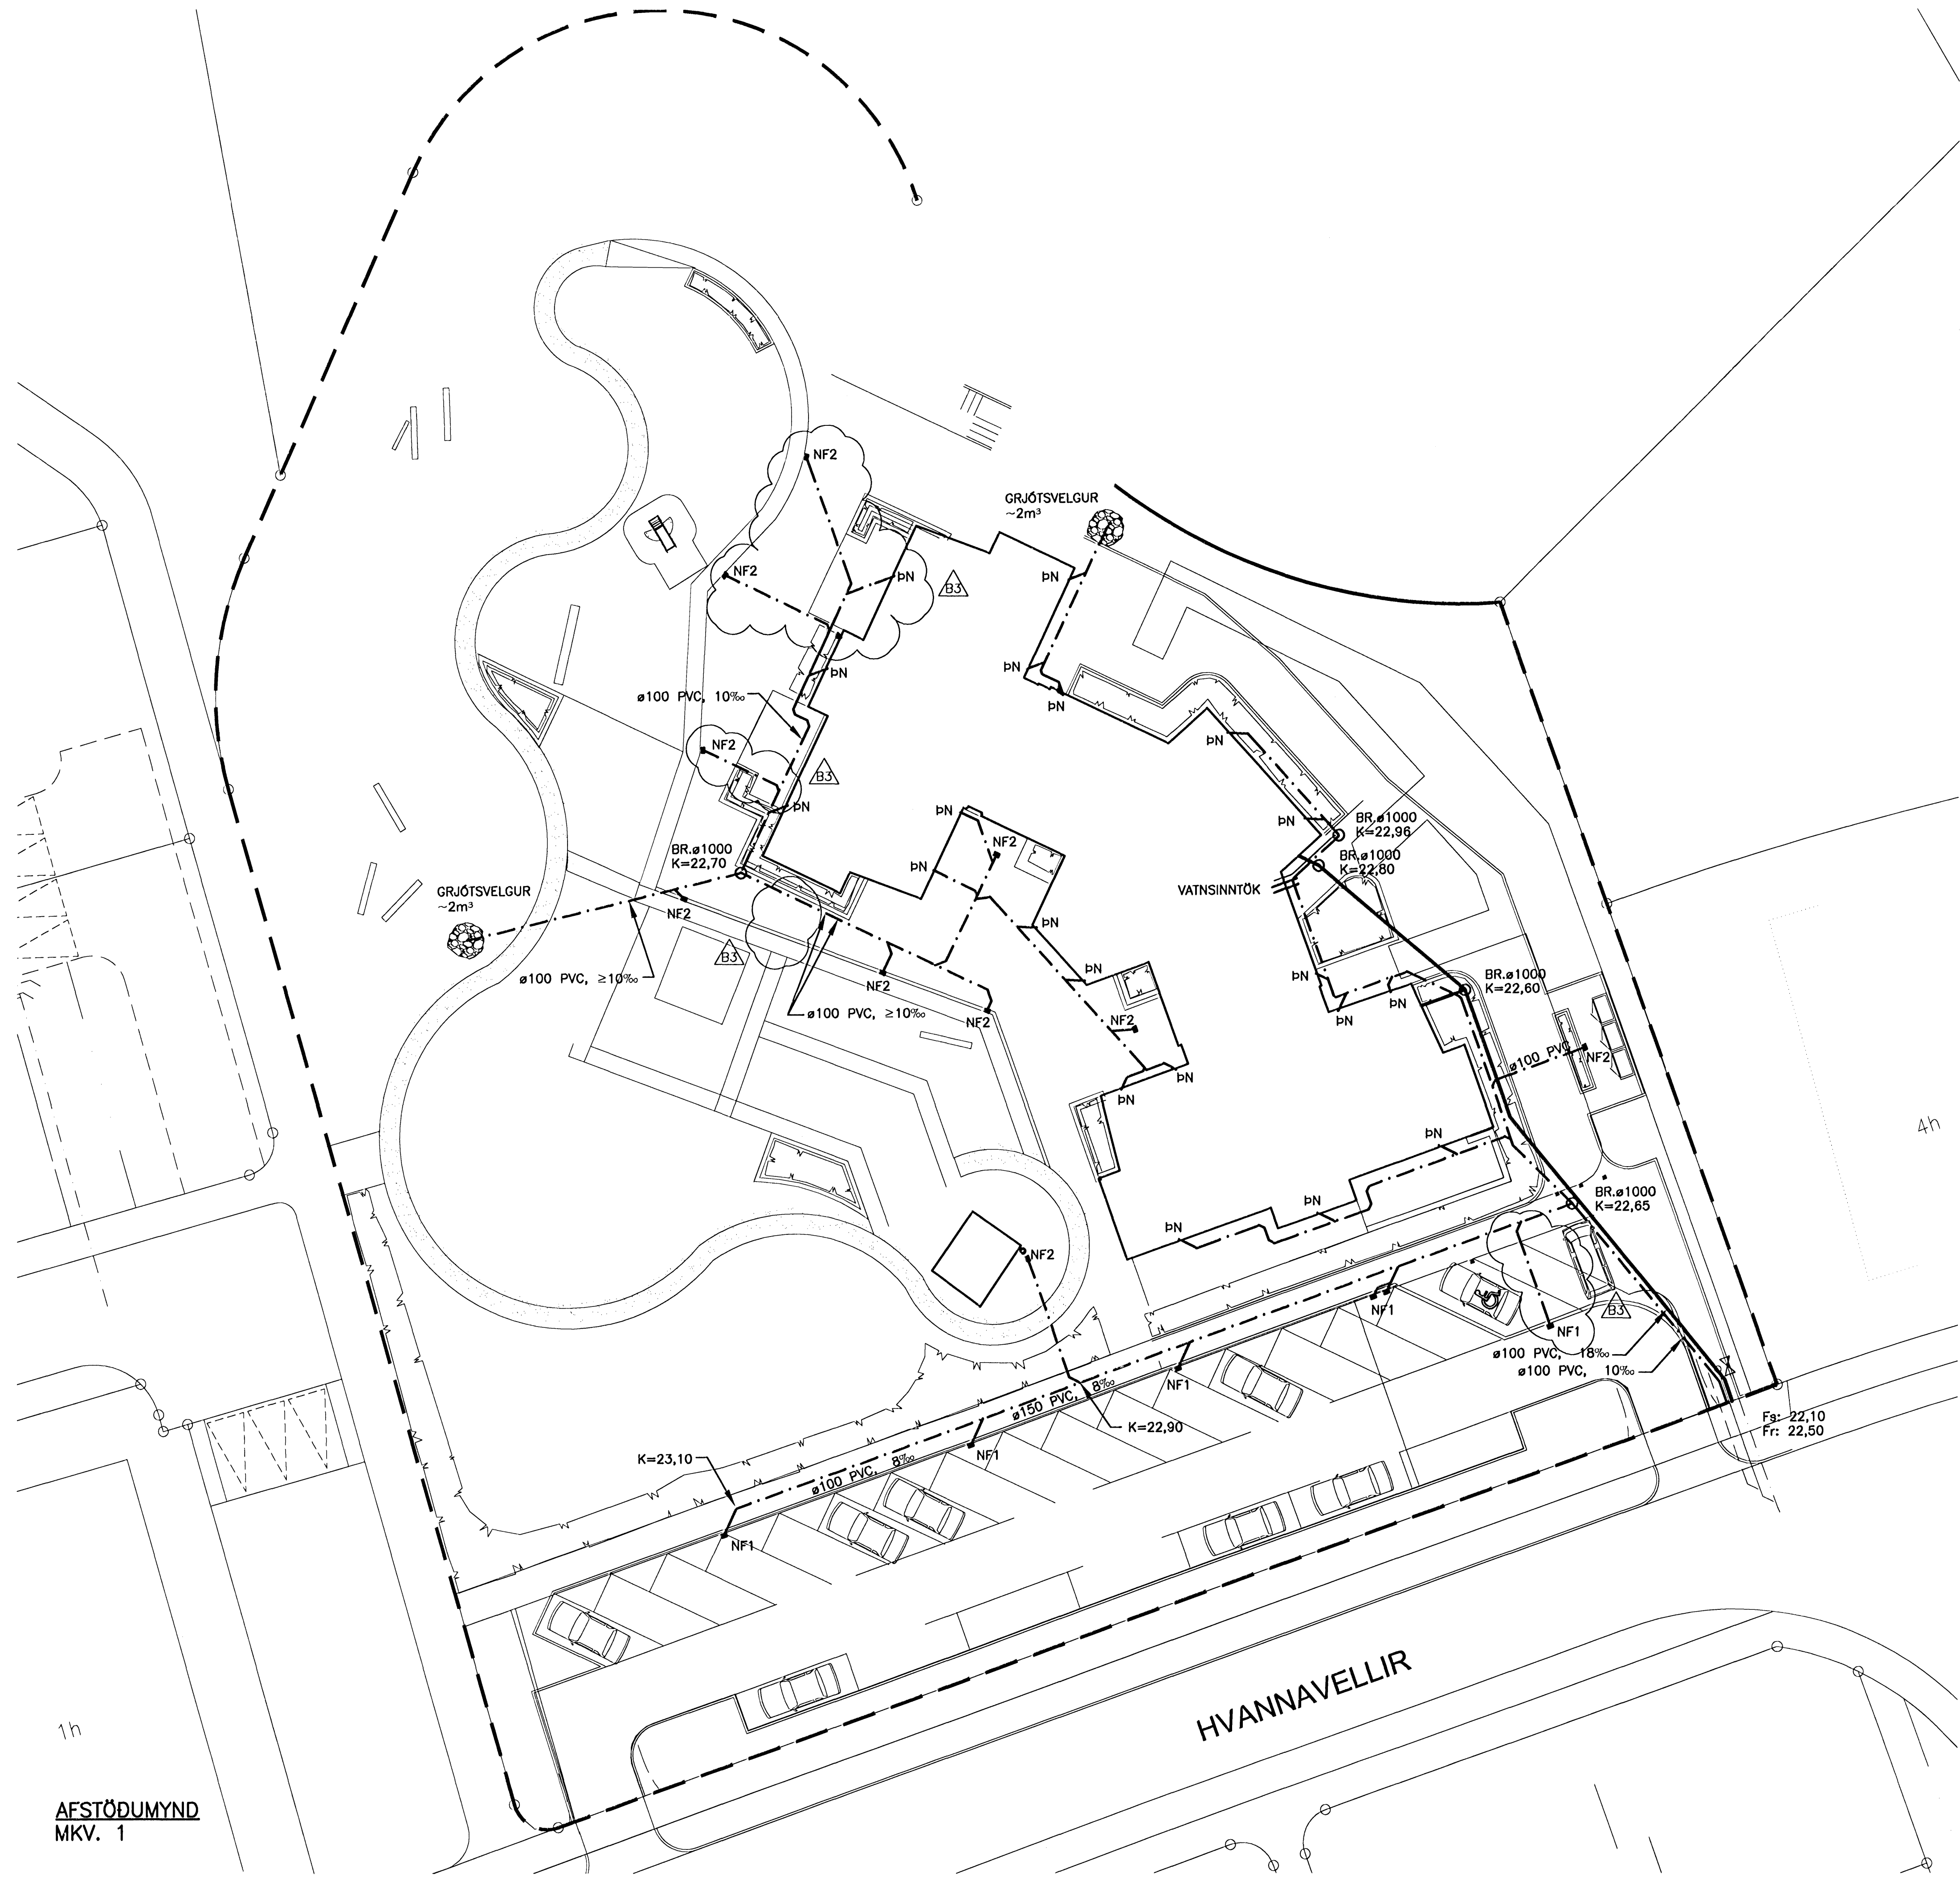 NF2
GRJÓTSVELGUR
~2m³
NF2
ÞN
B3
ÞN
ÞN
ÞN
ø100 PVC, 10‰
ÞN
NF2
ÞN
B3
ÞN
ÞN
ÞN
BR.ø1000
K=22,96
NF2
BR.ø1000
K=22,70
BR.ø1000
K=22,80
ÞN
GRJÓTSVELGUR
~2m³
VATNSINNTÖK
NF2
ÞN
B3
ÞN
ÞN
BR.ø1000
K=22,60
ø100 PVC, ≥10‰
NF2
ÞN
ø100 PVC, ≥10‰
NF2
NF2
ÞN
ø100 PVC
NF2
ÞN
ÞN
ÞN
4h
BR.ø1000
K=22,65
ÞN
ÞN
NF2
NF1
B3
NF1
ø100 PVC, 18‰
ø100 PVC, 10‰
NF1
ø150 PVC, 8‰
K=22,90
Fs: 22,10
Fr: 22,50
NF1
K=23,10
ø100 PVC, 8‰
NF1
HVANNAVELLIR
1h
AFSTÖÐUMYND
MKV. 1